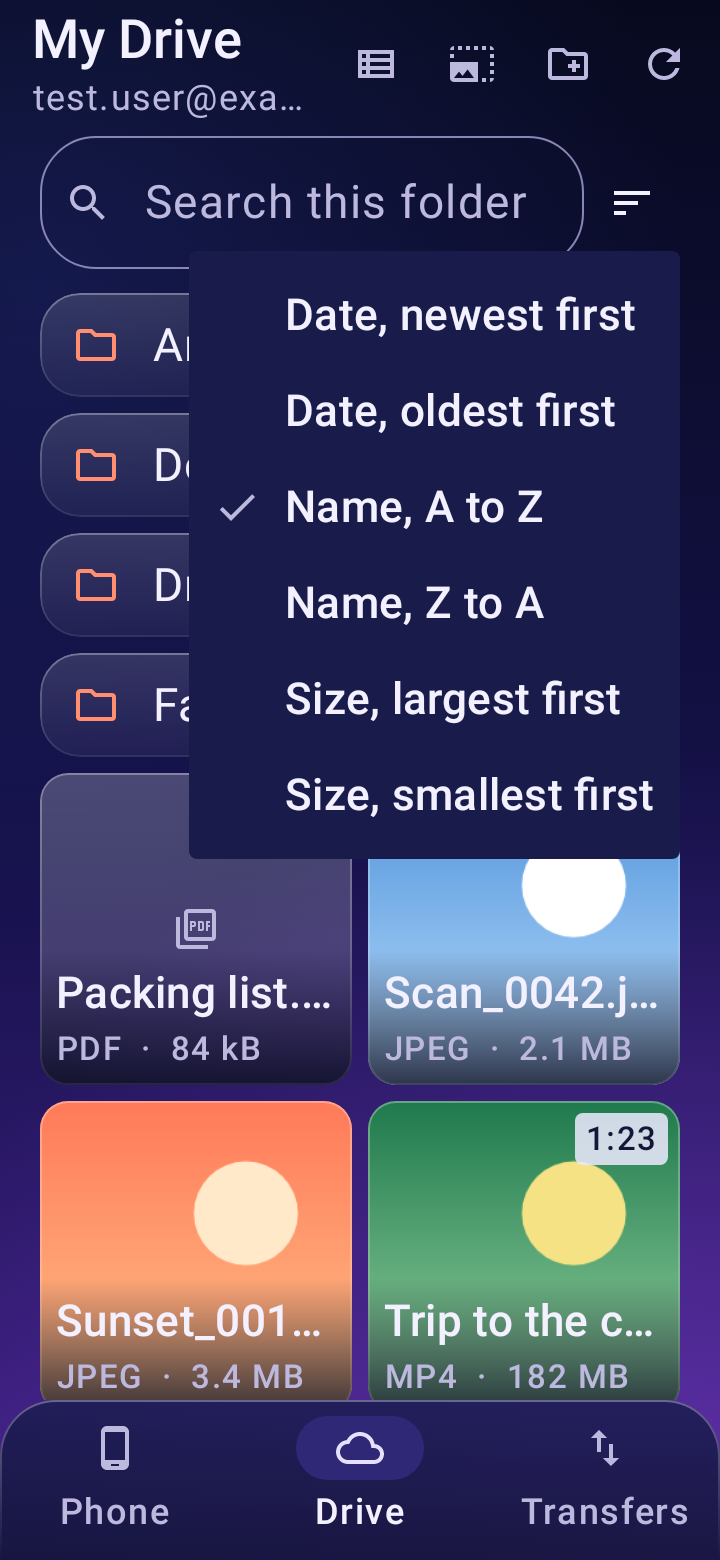 My Drive
test.user@exa…
Search this folder
Date, newest first
Date, oldest first
Name, A to Z
Name, Z to A
Size, largest first
Size, smallest first
Packing list.…
PDF · 84 kB
Scan_0042.j…
JPEG · 2.1 MB
1:23
Sunset_001…
JPEG · 3.4 MB
Trip to the c…
MP4 · 182 MB
Phone
Drive
Transfers